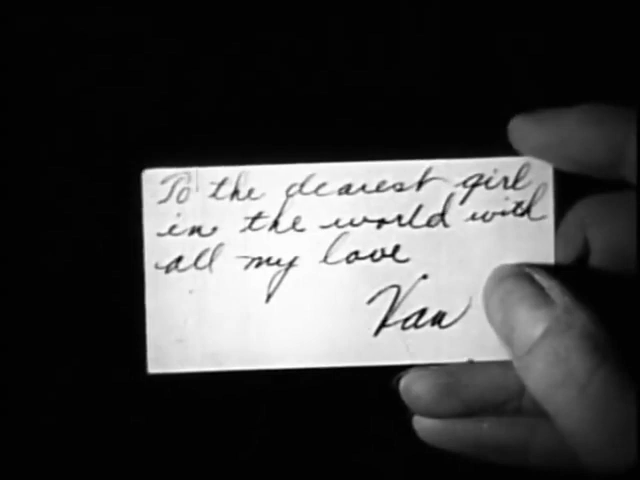 To the dearest girl
in the world with
all my love
Van